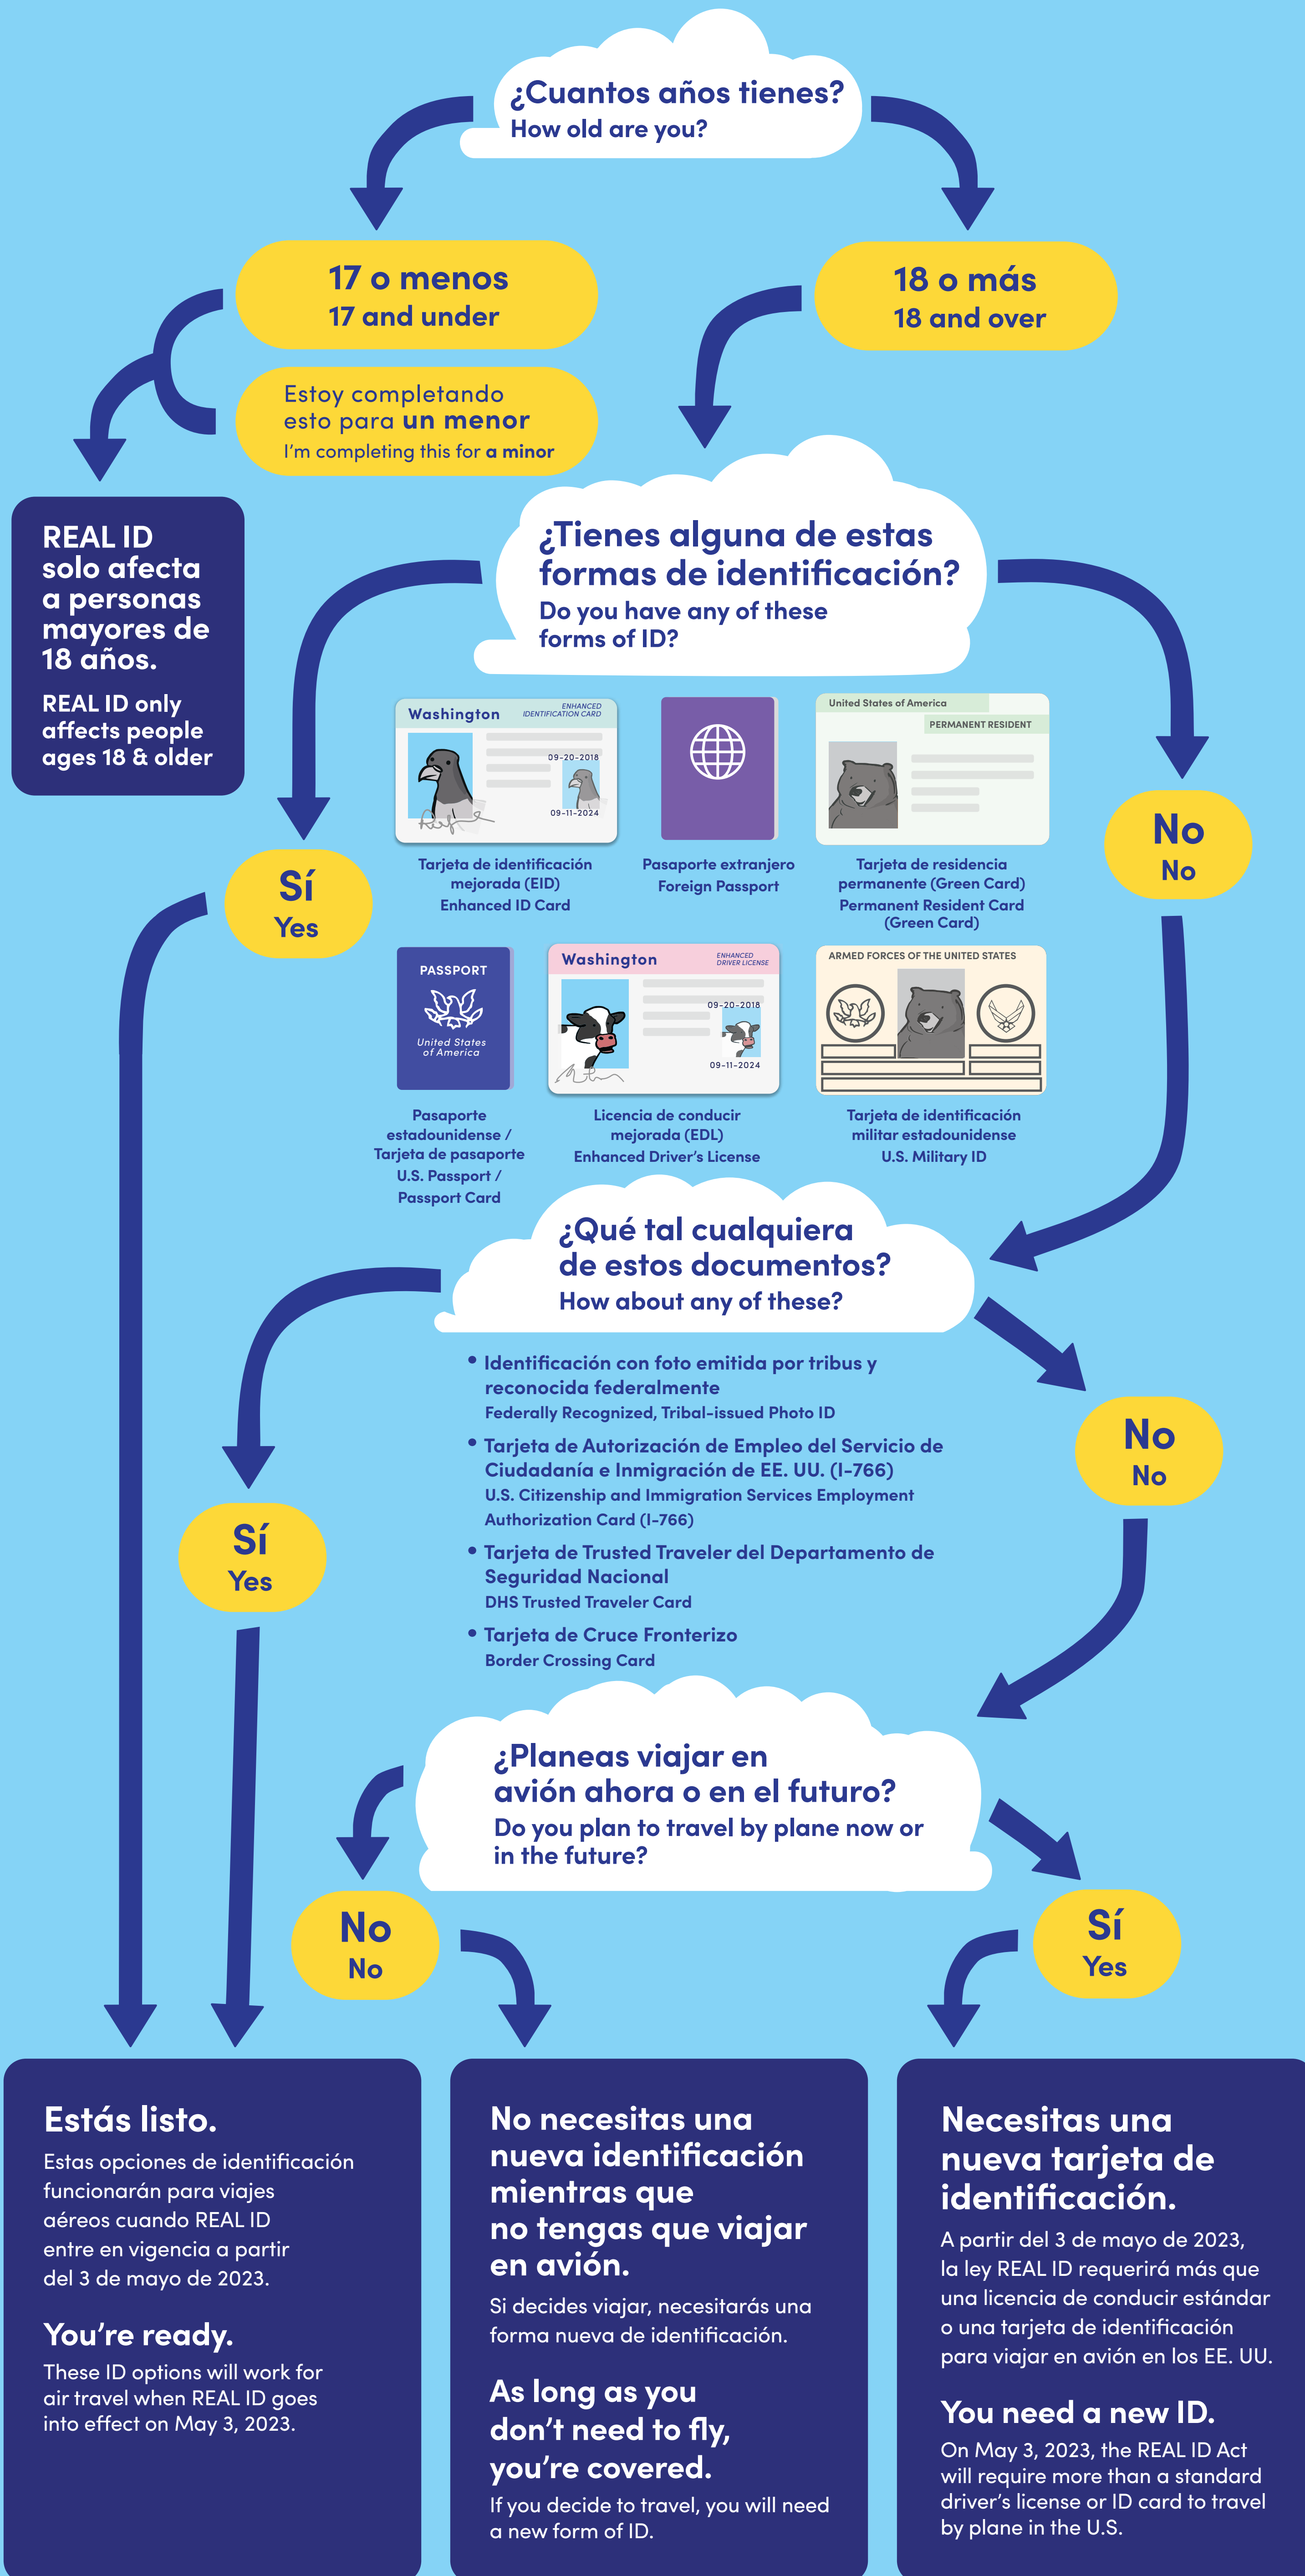 ¿Cuantos años tienes?
How old are you?
17 o menos
17 and under
18 o más
18 and over
Estoy completando
esto para un menor
I'm completing this for a minor
REAL ID
solo afecta
a personas
mayores de
18 años.
REAL ID only
affects people
ages 18 & older
¿Tienes alguna de estas
formas de identificación?
Do you have any of these
forms of ID?
Sí
Yes
No
No
Washington
ENHANCED
IDENTIFICATION CARD
09-20-2018
09-11-2024
Tarjeta de identificación
mejorada (EID)
Enhanced ID Card
Pasaporte extranjero
Foreign Passport
United States of America
PERMANENT RESIDENT
Tarjeta de residencia
permanente (Green Card)
Permanent Resident Card
(Green Card)
PASSPORT
United States
of America
Pasaporte
estadounidense /
Tarjeta de pasaporte
U.S. Passport /
Passport Card
Washington
ENHANCED
DRIVER LICENSE
09-20-2018
09-11-2024
Licencia de conducir
mejorada (EDL)
Enhanced Driver's License
ARMED FORCES OF THE UNITED STATES
Tarjeta de identificación
militar estadounidense
U.S. Military ID
¿Qué tal cualquiera
de estos documentos?
How about any of these?
• Identificación con foto emitida por tribus y
reconocida federalmente
Federally Recognized, Tribal-issued Photo ID
• Tarjeta de Autorización de Empleo del Servicio de
Ciudadanía e Inmigración de EE. UU. (I-766)
U.S. Citizenship and Immigration Services Employment
Authorization Card (I-766)
• Tarjeta de Trusted Traveler del Departamento de
Seguridad Nacional
DHS Trusted Traveler Card
• Tarjeta de Cruce Fronterizo
Border Crossing Card
Sí
Yes
No
No
¿Planeas viajar en
avión ahora o en el futuro?
Do you plan to travel by plane now or
in the future?
No
No
Sí
Yes
Estás listo.
Estas opciones de identificación
funcionarán para viajes
aéreos cuando REAL ID
entre en vigencia a partir
del 3 de mayo de 2023.
You're ready.
These ID options will work for
air travel when REAL ID goes
into effect on May 3, 2023.
No necesitas una
nueva identificación
mientras que
no tengas que viajar
en avión.
Si decides viajar, necesitarás una
forma nueva de identificación.
As long as you
don't need to fly,
you're covered.
If you decide to travel, you will need
a new form of ID.
Necesitas una
nueva tarjeta de
identificación.
A partir del 3 de mayo de 2023,
la ley REAL ID requerirá más que
una licencia de conducir estándar
o una tarjeta de identificación
para viajar en avión en los EE. UU.
You need a new ID.
On May 3, 2023, the REAL ID Act
will require more than a standard
driver's license or ID card to travel
by plane in the U.S.